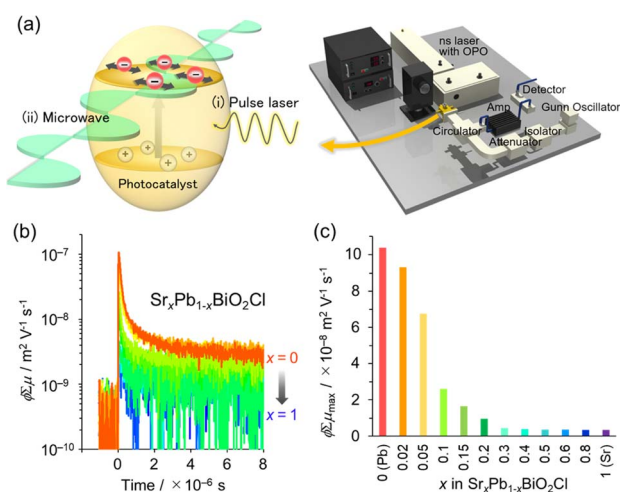 (a)
(ii) Microwave
(i) Pulse laser
Photocatalyst
ns laser
with OPO
Detector
Amp
Gunn Oscillator
Circulator
Isolator
Attenuator
(b)
φΣμ / m² V⁻¹ s⁻¹
10⁻⁷
10⁻⁸
10⁻⁹
10⁻¹⁰
SrₓPb₁₋ₓBiO₂Cl
x = 0
x = 1
0 2 4 6 8
Time / ×10⁻⁶ s
(c)
φΣμₘₐₓ / ×10⁻⁸ m² V⁻¹ s⁻¹
10
8
6
4
2
0
0 (Pb) 0.02 0.05 0.1 0.15 0.2 0.3 0.4 0.5 0.6 0.8 1 (Sr)
x in SrₓPb₁₋ₓBiO₂Cl